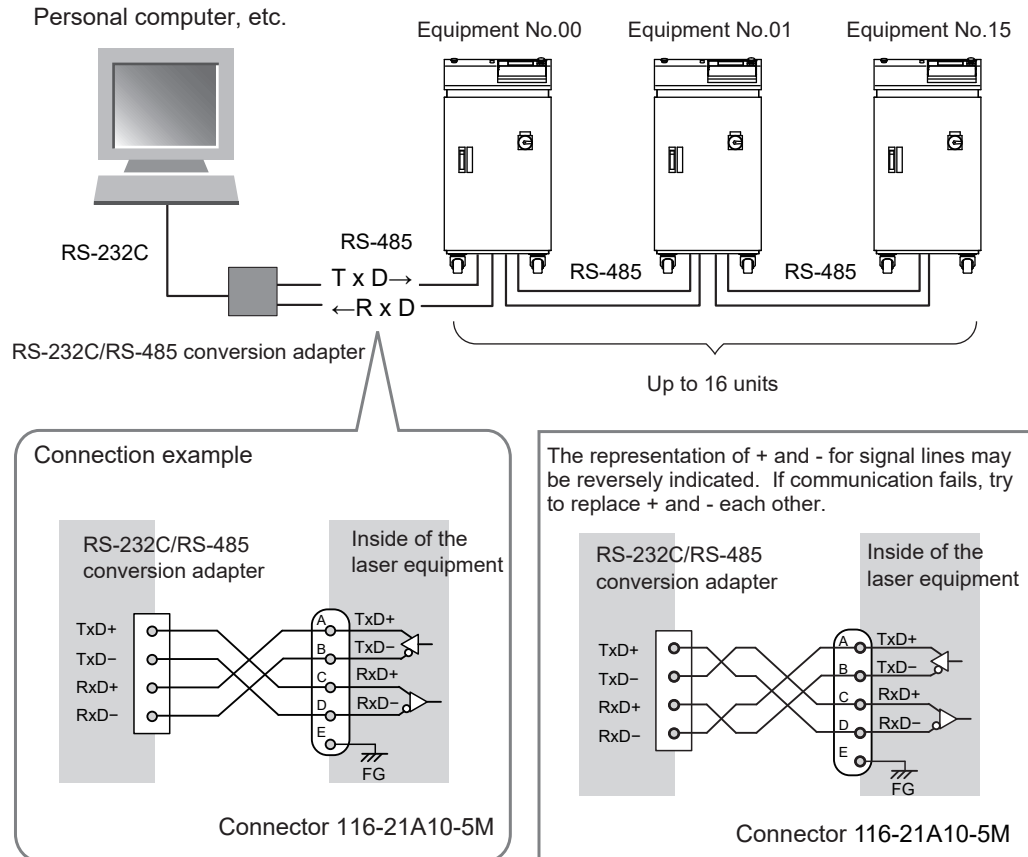 Personal computer, etc.
Equipment No.00
Equipment No.01
Equipment No.15
RS-232C
RS-485
T x D→
←R x D
RS-485
RS-485
RS-232C/RS-485 conversion adapter
Up to 16 units
Connection example
RS-232C/RS-485
conversion adapter
Inside of the
laser equipment
TxD+
TxD−
RxD+
RxD−
A
B
C
D
E
TxD+
TxD−
RxD+
RxD−
FG
Connector 116-21A10-5M
The representation of + and - for signal lines may
be reversely indicated.  If communication fails, try
to replace + and - each other.
RS-232C/RS-485
conversion adapter
Inside of the
laser equipment
TxD+
TxD−
RxD+
RxD−
A
B
C
D
E
TxD+
TxD−
RxD+
RxD−
FG
Connector 116-21A10-5M